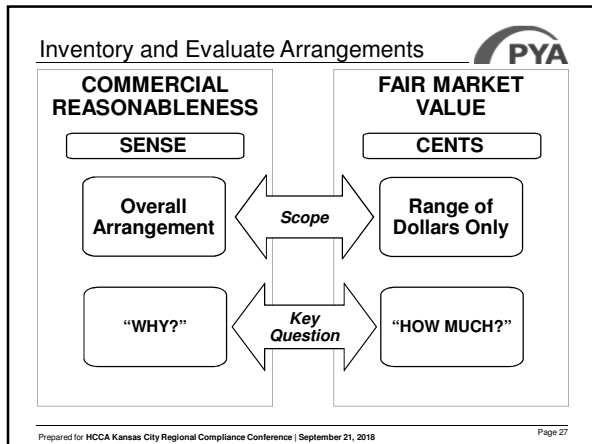 Inventory and Evaluate Arrangements
PYA
COMMERCIAL
REASONABLENESS
FAIR MARKET
VALUE
SENSE
CENTS
Overall
Arrangement
Scope
Range of
Dollars Only
“WHY?”
Key
Question
“HOW MUCH?”
Prepared for HCCA Kansas City Regional Compliance Conference | September 21, 2018
Page 27